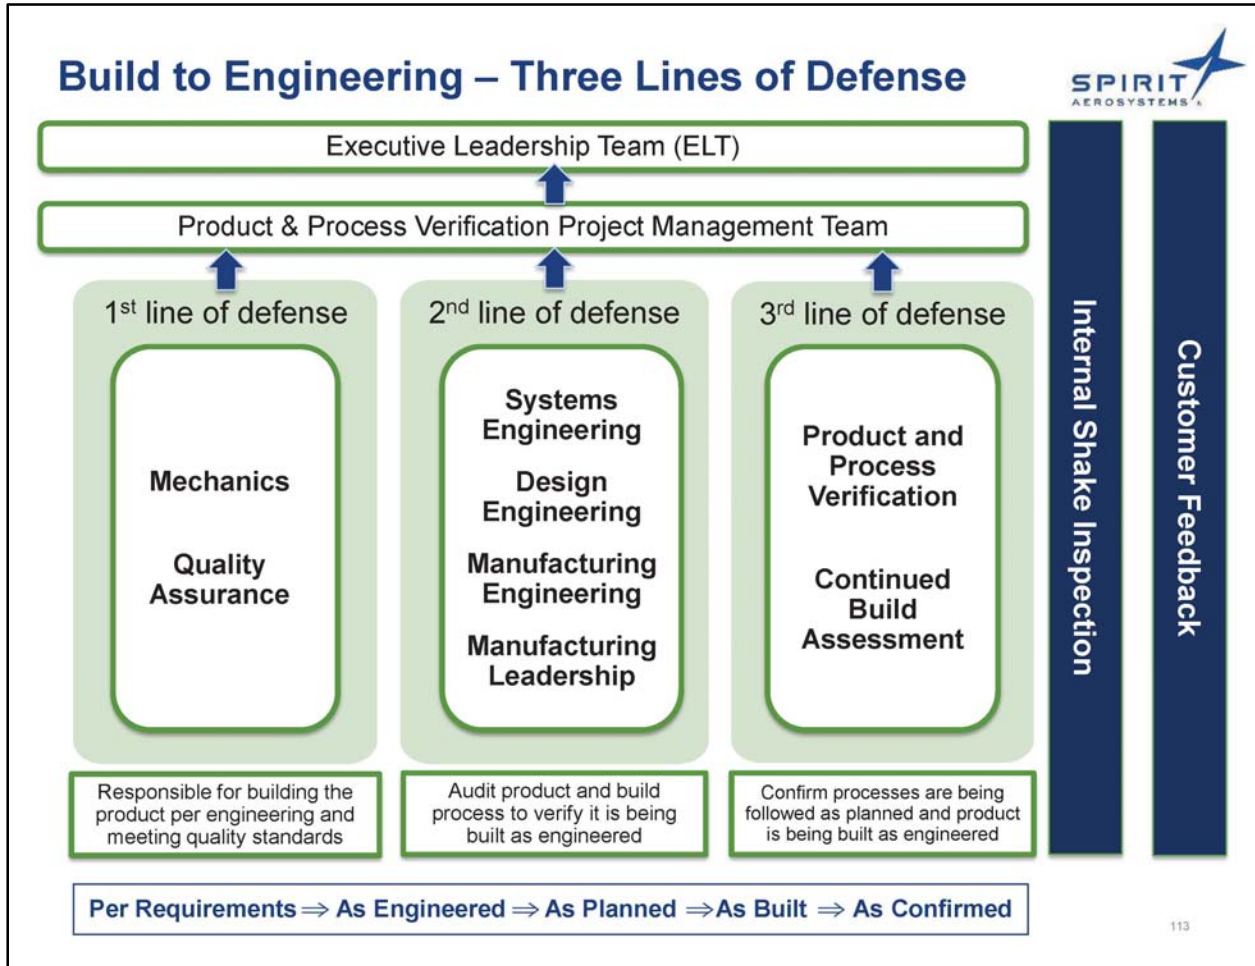 Build to Engineering – Three Lines of Defense
SPIRIT
AEROSYSTEMS
Executive Leadership Team (ELT)
Product & Process Verification Project Management Team
1st line of defense
Mechanics
Quality
Assurance
Responsible for building the
product per engineering and
meeting quality standards
2nd line of defense
Systems
Engineering
Design
Engineering
Manufacturing
Engineering
Manufacturing
Leadership
Audit product and build
process to verify it is being
built as engineered
3rd line of defense
Product and
Process
Verification
Continued
Build
Assessment
Confirm processes are being
followed as planned and product
is being built as engineered
Internal Shake Inspection
Customer Feedback
Per Requirements ⇒ As Engineered ⇒ As Planned ⇒ As Built ⇒ As Confirmed
113